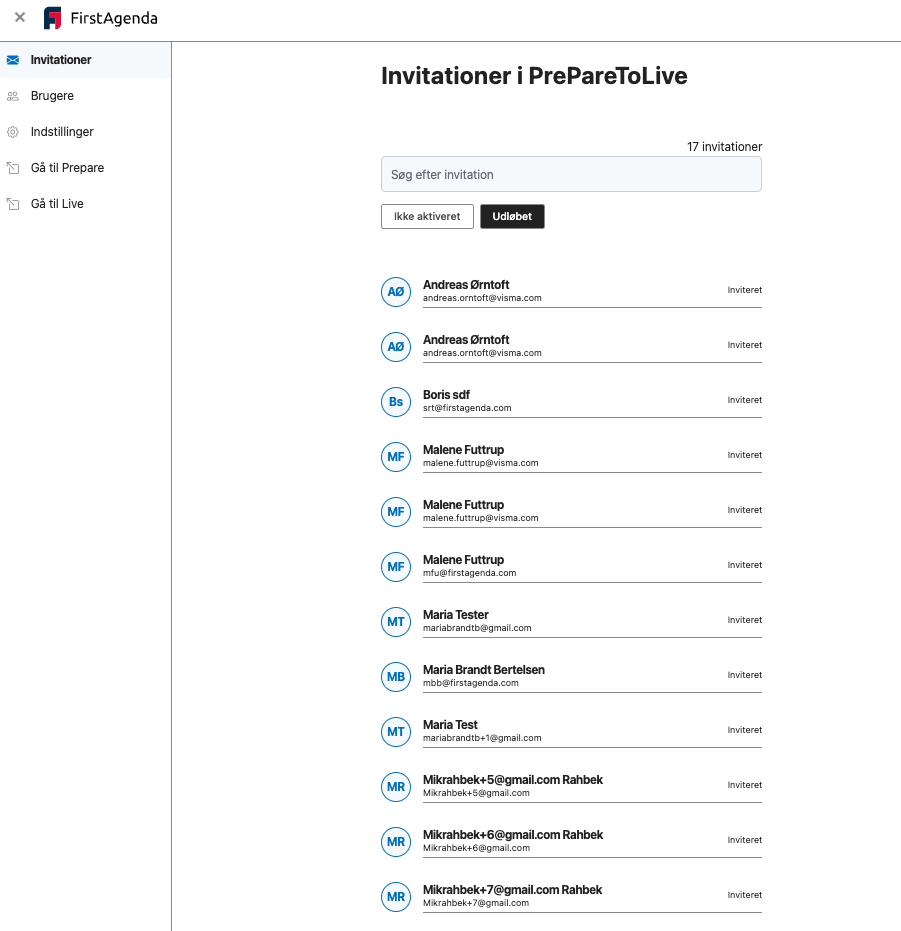 FirstAgenda
Invitationer
Brugere
Indstillinger
Gå til Prepare
Gå til Live
Invitationer i PrePareToLive
17 invitationer
Søg efter invitation
Ikke aktiveret
Udløbet
AØ
Andreas Ørntoft
andreas.orntoft@visma.com
Inviteret
AØ
Andreas Ørntoft
andreas.orntoft@visma.com
Inviteret
Bs
Boris sdf
srt@firstagenda.com
Inviteret
MF
Malene Futtrup
malene.futtrup@visma.com
Inviteret
MF
Malene Futtrup
malene.futtrup@visma.com
Inviteret
MF
Malene Futtrup
mfu@firstagenda.com
Inviteret
MT
Maria Tester
mariabrandtb@gmail.com
Inviteret
MB
Maria Brandt Bertelsen
mbb@firstagenda.com
Inviteret
MT
Maria Test
mariabrandtb+1@gmail.com
Inviteret
MR
Mikrahbek+5@gmail.com Rahbek
Mikrahbek+5@gmail.com
Inviteret
MR
Mikrahbek+6@gmail.com Rahbek
Mikrahbek+6@gmail.com
Inviteret
MR
Mikrahbek+7@gmail.com Rahbek
Mikrahbek+7@gmail.com
Inviteret